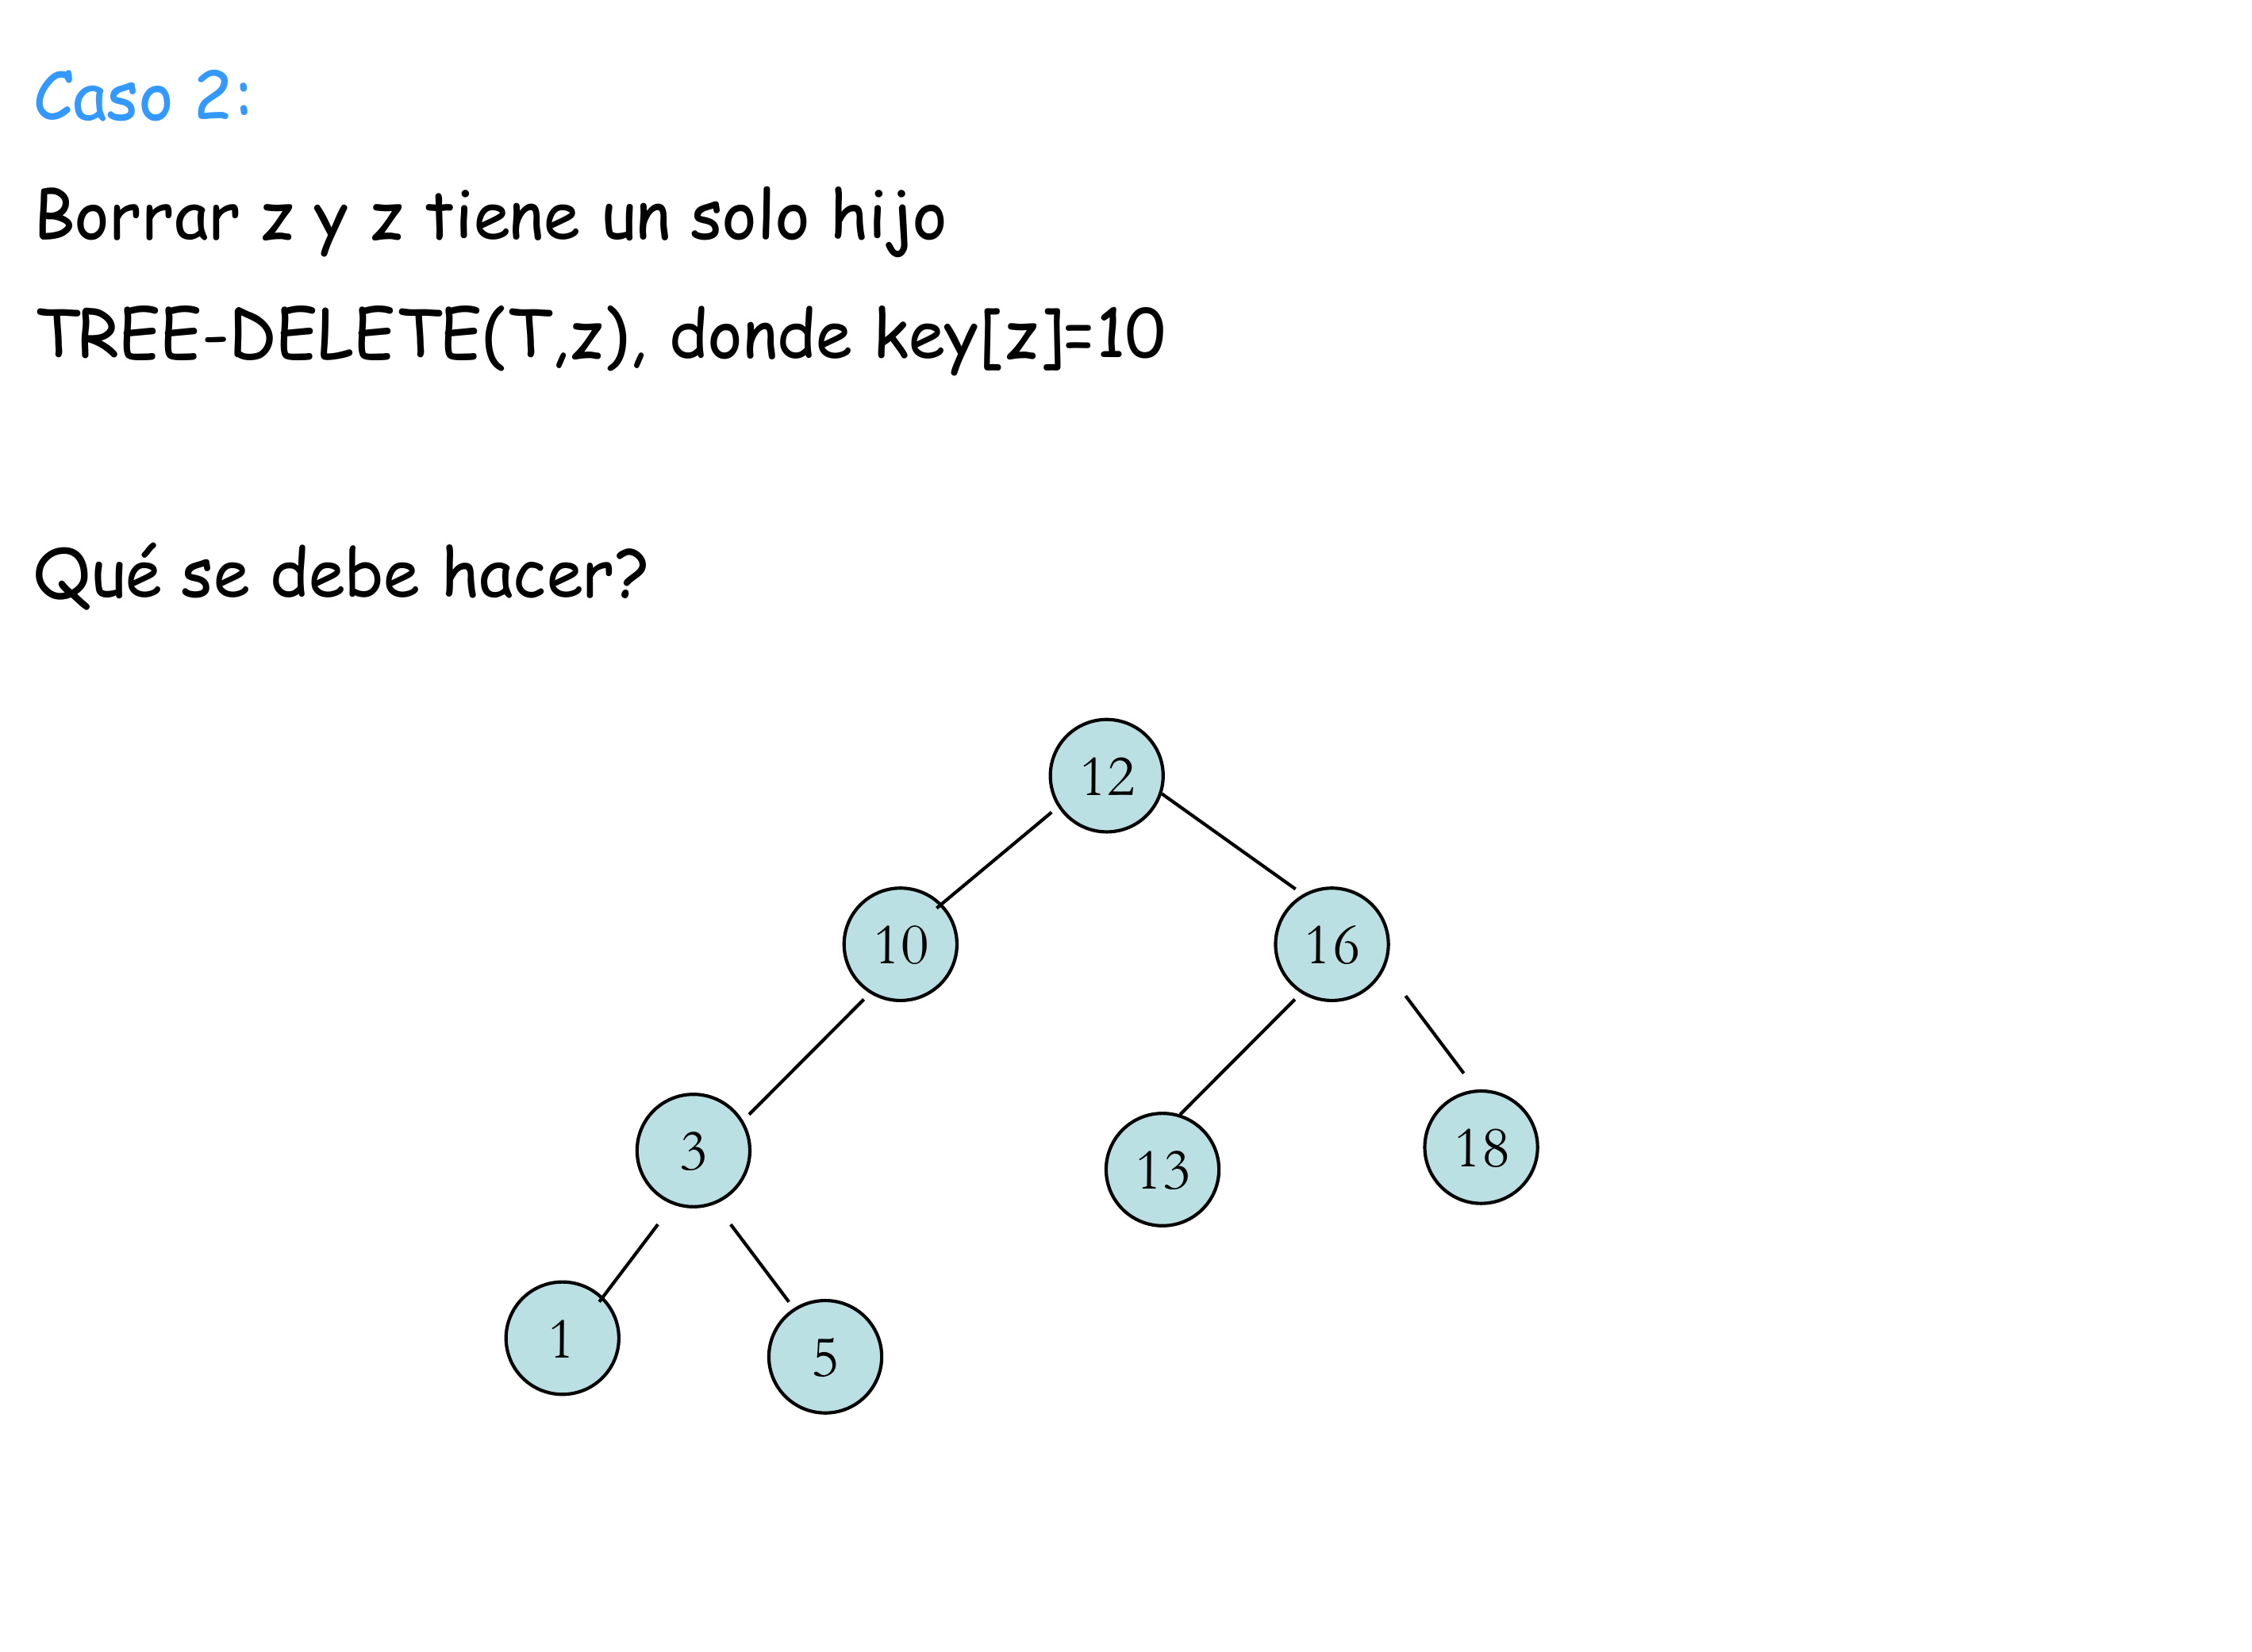 Caso 2:
Borrar z y z tiene un solo hijo
TREE-DELETE(T,z), donde key[z]=10
Qué se debe hacer?
12
10
16
3
13
18
1
5